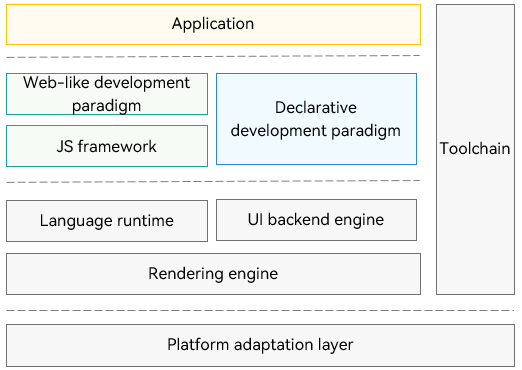 Application
Web-like development
paradigm
JS framework
Declarative
development paradigm
Toolchain
Language runtime
UI backend engine
Rendering engine
Platform adaptation layer